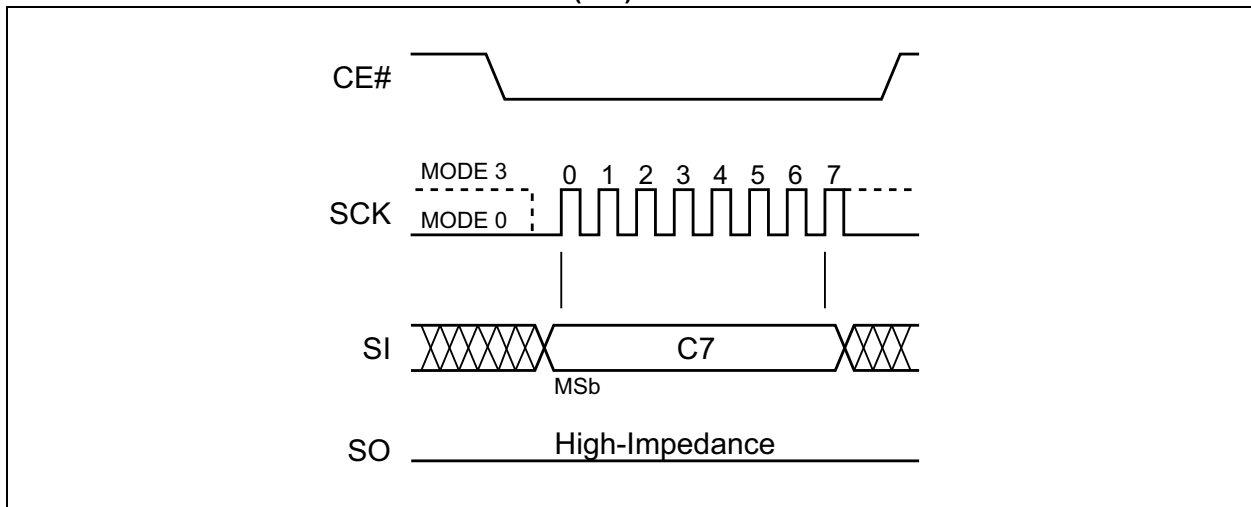 CE#
MODE 3
0 1 2 3 4 5 6 7
SCK
MODE 0
SI
C7
MSb
SO
High-Impedance